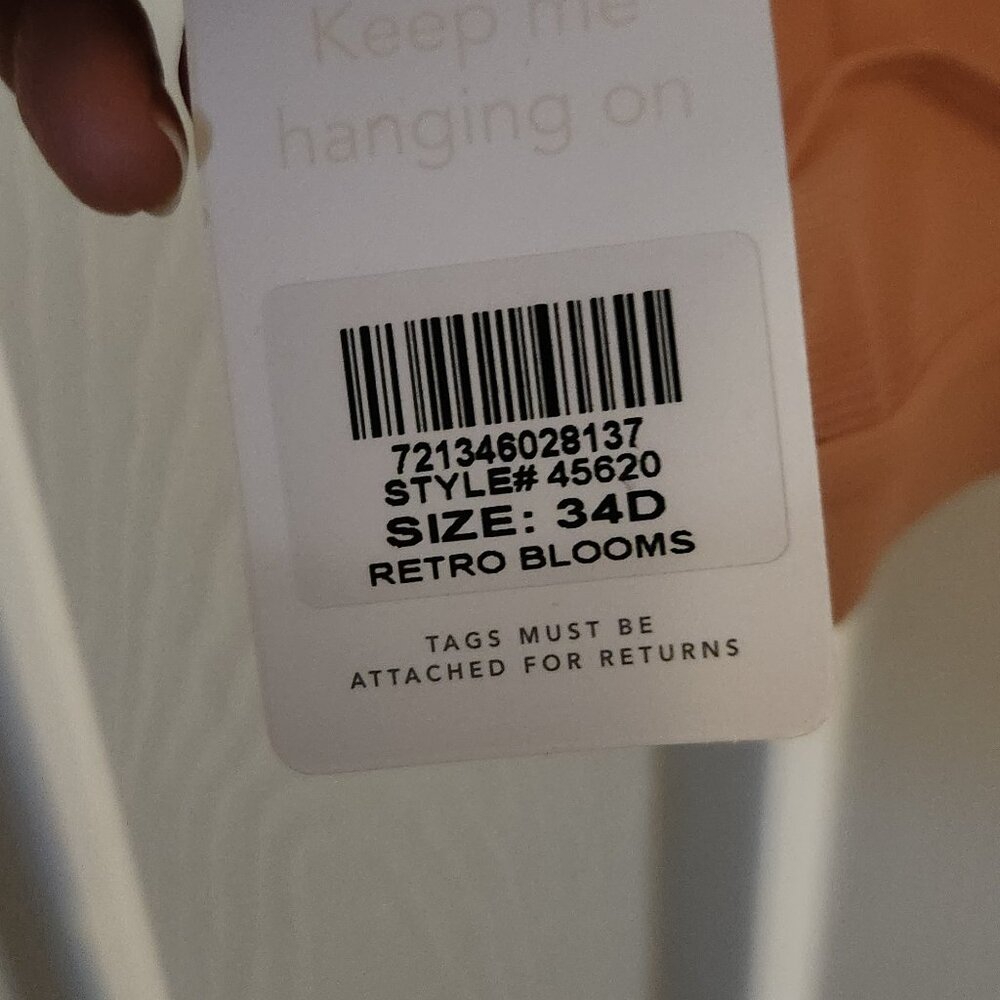 Keep me
hanging on
721346028137
STYLE# 45620
SIZE: 34D
RETRO BLOOMS
TAGS MUST BE
ATTACHED FOR RETURNS